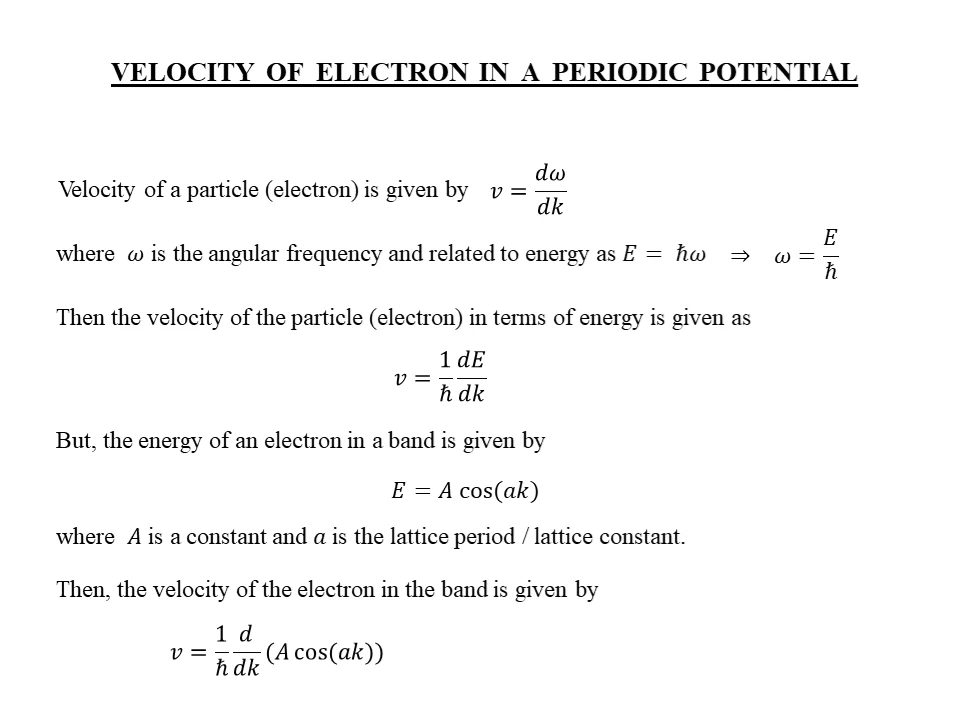 VELOCITY OF ELECTRON IN A PERIODIC POTENTIAL
Velocity of a particle (electron) is given by v = dω/dk
where ω is the angular frequency and related to energy as E = ħω ⇒ ω = E/ħ
Then the velocity of the particle (electron) in terms of energy is given as
v = 1/ħ dE/dk
But, the energy of an electron in a band is given by
E = A cos(ak)
where A is a constant and a is the lattice period / lattice constant.
Then, the velocity of the electron in the band is given by
v = 1/ħ d/dk (A cos(ak))